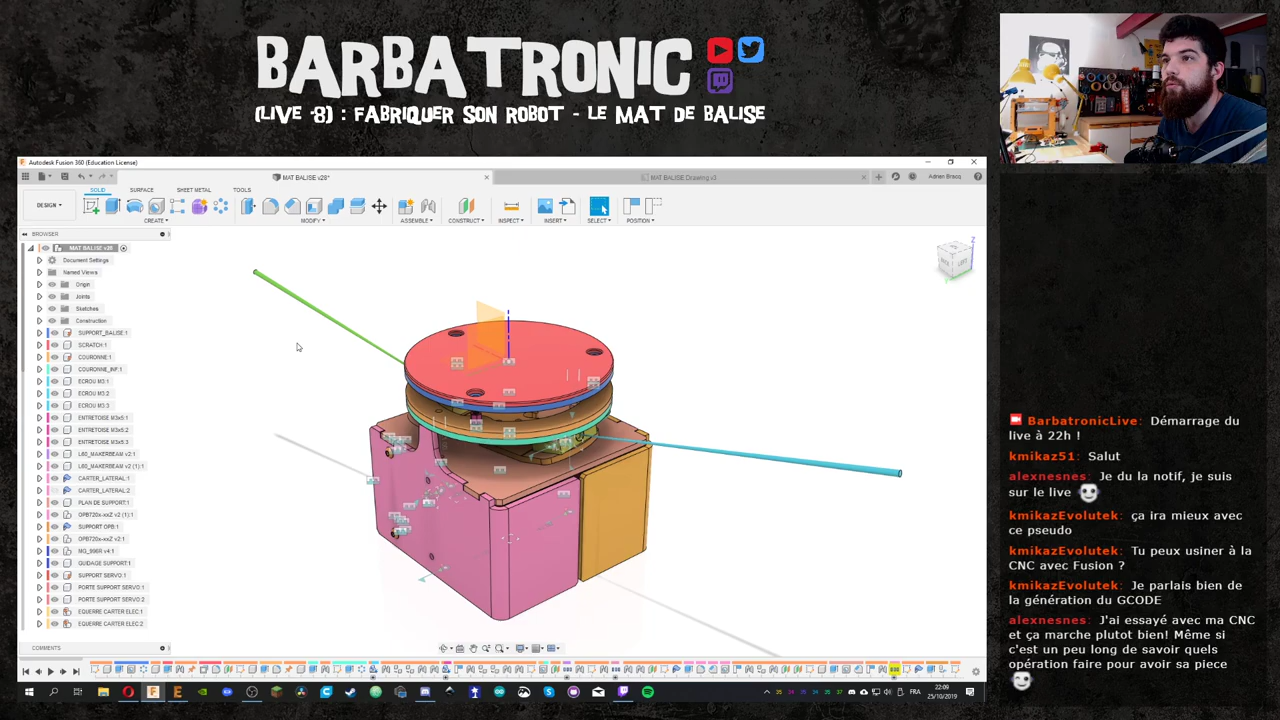 BARBATRONIC
(LIVE -8) : FABRIQUER SON ROBOT - LE MAT DE BALISE
Autodesk Fusion 360 (Education License)
MAT BALISE v28*
MAT BALISE Drawing v3
Adrien Bracq
SOLID
SURFACE
SHEET METAL
TOOLS
DESIGN
CREATE
MODIFY
ASSEMBLE
CONSTRUCT
INSPECT
INSERT
SELECT
POSITION
BROWSER
MAT BALISE v28
Document Settings
Named Views
Origin
Joints
Sketches
Construction
SUPPORT_BALISE:1
SCRATCH:1
COURONNE:1
COURONNE_INF:1
ECROU M3:1
ECROU M3:2
ECROU M3:3
ENTRETOISE M3x5:1
ENTRETOISE M3x5:2
ENTRETOISE M3x5:3
L60_MAKERBEAM v2:1
L60_MAKERBEAM v2 (1):1
CARTER_LATERAL:1
CARTER_LATERAL:2
PLAN DE SUPPORT:1
OPB720x-xxZ v2 (1):1
SUPPORT OPB:1
OPB720x-xxZ v2:1
MG_996R v4:1
GUIDAGE SUPPORT:1
SUPPORT SERVO:1
PORTE SUPPORT SERVO:1
PORTE SUPPORT SERVO:2
EQUERRE CARTER ELEC:1
EQUERRE CARTER ELEC:2
COMMENTS
FRA
22:09
25/10/2019
BarbatronicLive: Démarrage du
live à 22h !
kmikaz51: Salut
alexnesnes: Je du la notif, je suis
sur le live
kmikazEvolutek: ça ira mieux avec
ce pseudo
kmikazEvolutek: Tu peux usiner à la
CNC avec Fusion ?
kmikazEvolutek: Je parlais bien de
la génération du GCODE
alexnesnes: J'ai essayé avec ma CNC
et ça marche plutot bien! Même si
c'est un peu long de savoir quels
opération faire pour avoir sa piece